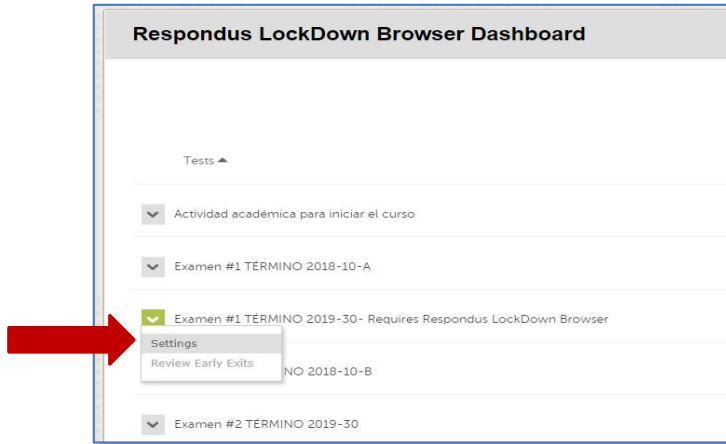 Respondus LockDown Browser Dashboard
Tests
Actividad académica para iniciar el curso
Examen #1 TÉRMINO 2018-10-A
Examen #1 TÉRMINO 2019-30- Requires Respondus LockDown Browser
Settings
Review Early Exits
NO 2018-10-B
Examen #2 TÉRMINO 2019-30